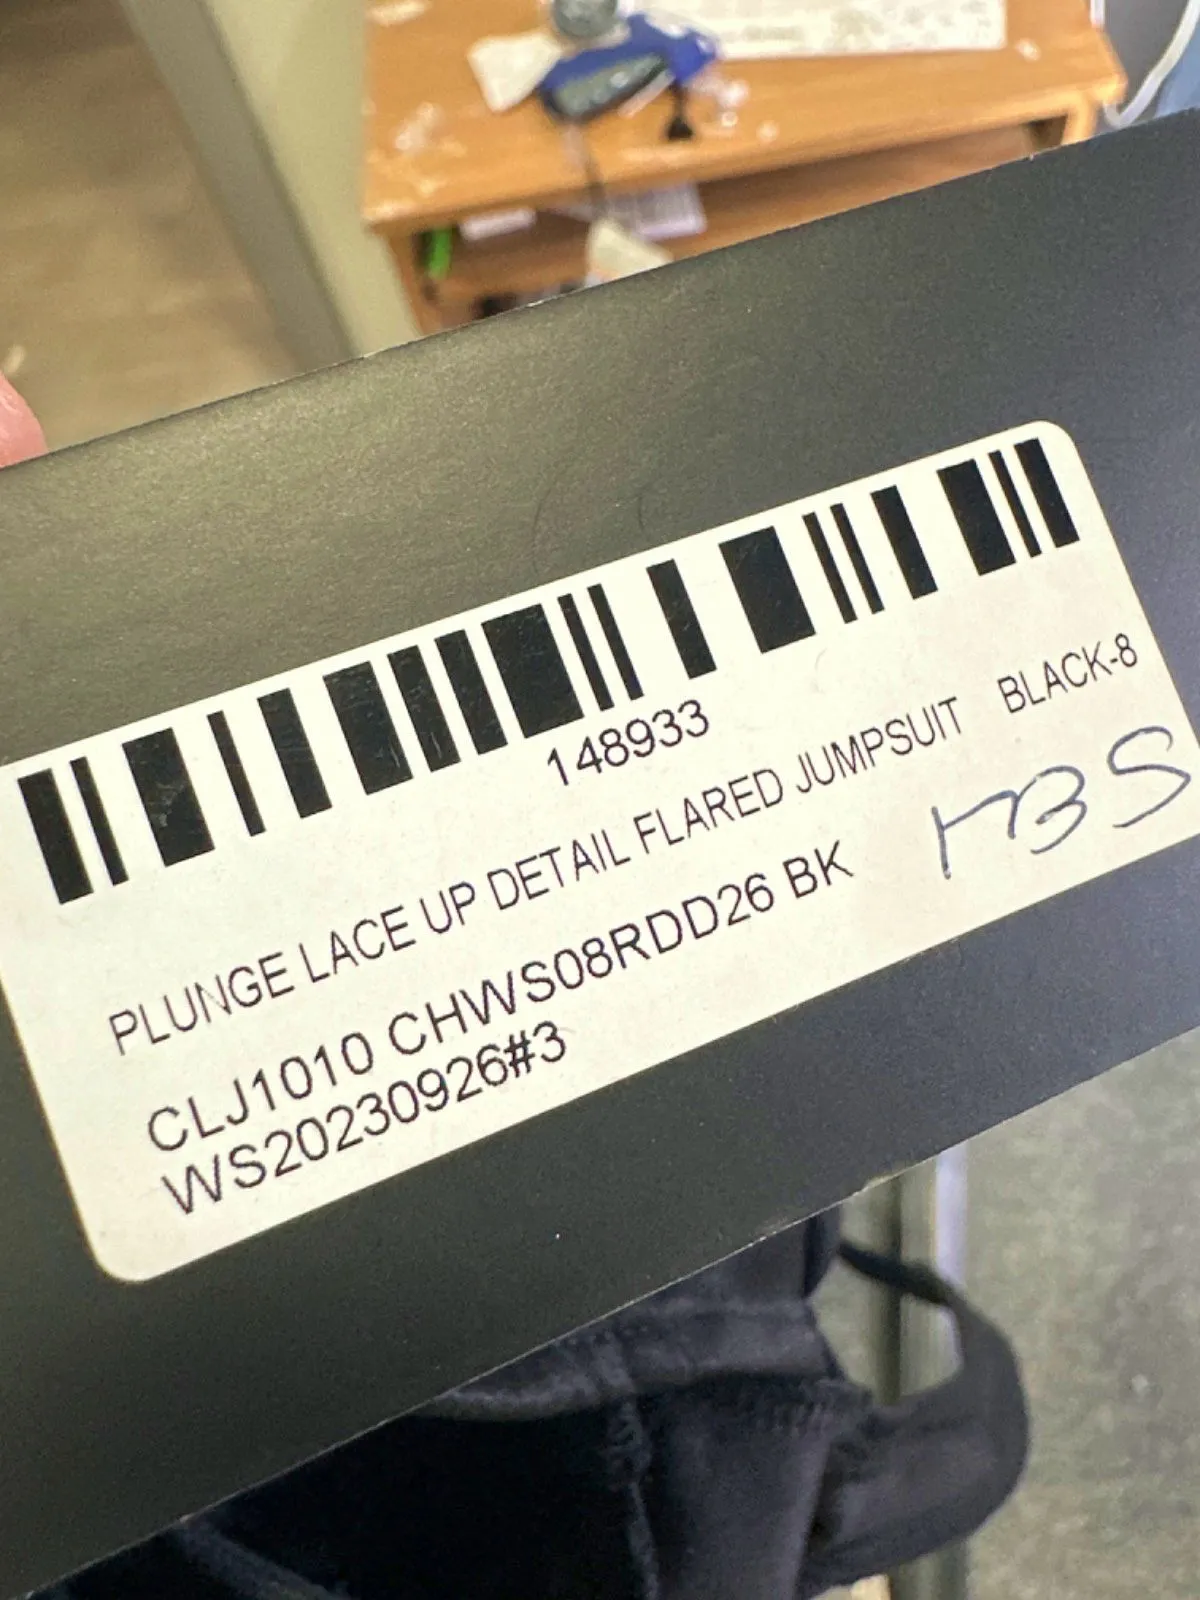 148933
PLUNGE LACE UP DETAIL FLARED JUMPSUIT BLACK-8
CLJ1010 CHWS08RDD26 BK
WS20230926#3